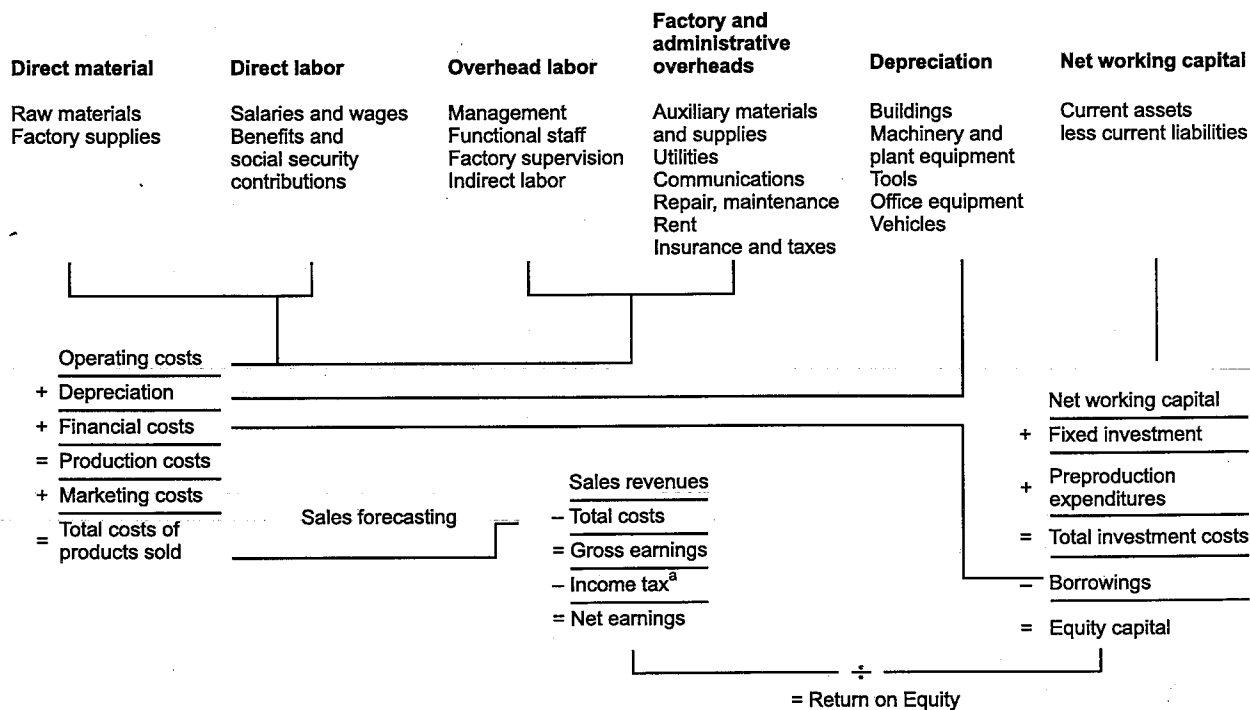 Direct material
Raw materials
Factory supplies
Direct labor
Salaries and wages
Benefits and
social security
contributions
Overhead labor
Management
Functional staff
Factory supervision
Indirect labor
Factory and
administrative
overheads
Auxiliary materials
and supplies
Utilities
Communications
Repair, maintenance
Rent
Insurance and taxes
Depreciation
Buildings
Machinery and
plant equipment
Tools
Office equipment
Vehicles
Net working capital
Current assets
less current liabilities
Operating costs
+ Depreciation
+ Financial costs
= Production costs
+ Marketing costs
= Total costs of
products sold
Sales forecasting
Sales revenues
– Total costs
= Gross earnings
– Income taxª
= Net earnings
Net working capital
+ Fixed investment
+ Preproduction
expenditures
= Total investment costs
– Borrowings
= Equity capital
÷
= Return on Equity